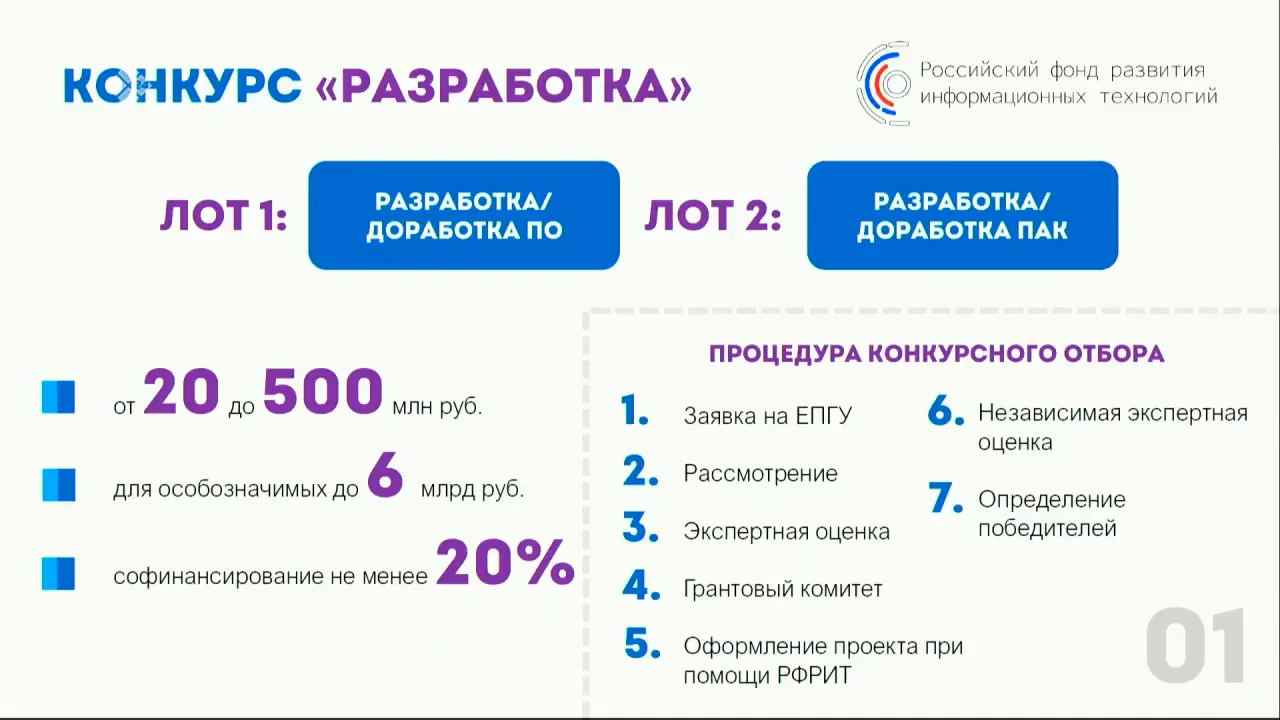 КОНКУРС «РАЗРАБОТКА»
Российский фонд развития
информационных технологий
ЛОТ 1:
РАЗРАБОТКА/
ДОРАБОТКА ПО
ЛОТ 2:
РАЗРАБОТКА/
ДОРАБОТКА ПАК
от 20 до 500 млн руб.
для особозначимых до 6 млрд руб.
софинансирование не менее 20%
ПРОЦЕДУРА КОНКУРСНОГО ОТБОРА
1. Заявка на ЕПГУ
2. Рассмотрение
3. Экспертная оценка
4. Грантовый комитет
5. Оформление проекта при
помощи РФРИТ
6. Независимая экспертная
оценка
7. Определение
победителей
01